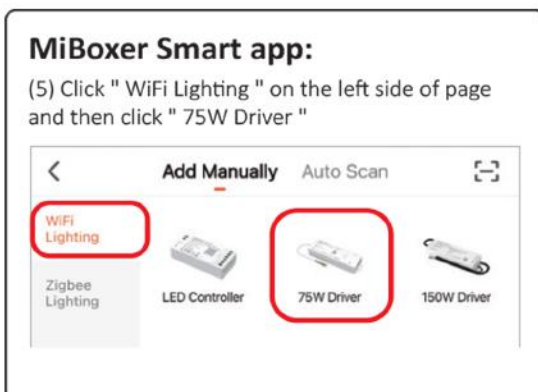 MiBoxer Smart app:
(5) Click " WiFi Lighting " on the left side of page
and then click " 75W Driver "
Add Manually Auto Scan
WiFi
Lighting
LED Controller 75W Driver 150W Driver
Zigbee
Lighting